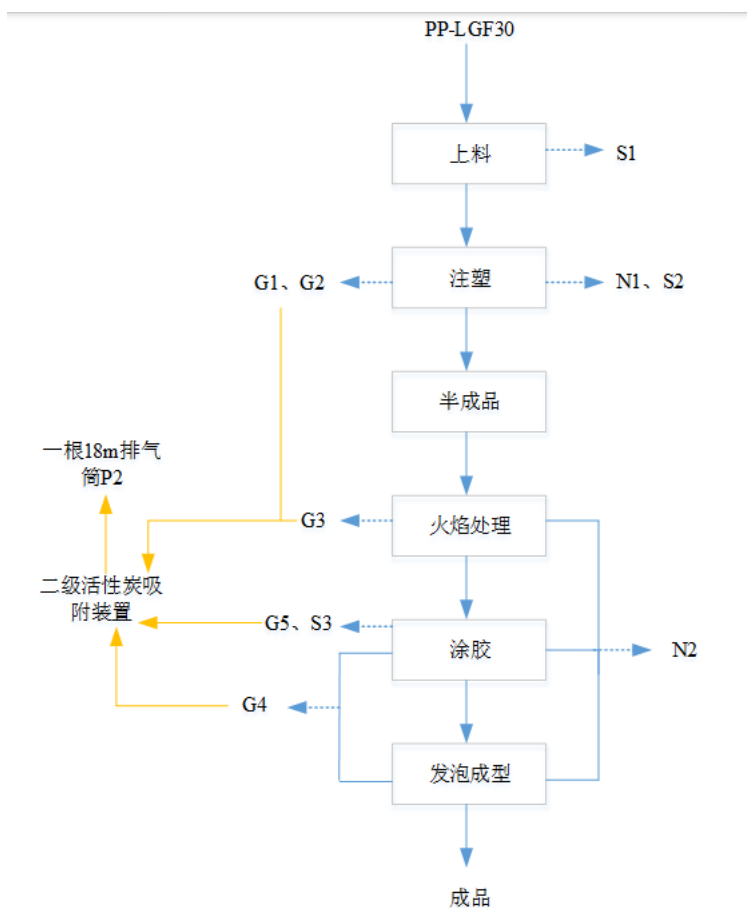 PP-LGF30
上料
S1
G1、G2
注塑
N1、S2
半成品
一根18m排气
筒P2
G3
火焰处理
二级活性炭吸
附装置
G5、S3
涂胶
N2
G4
发泡成型
成品